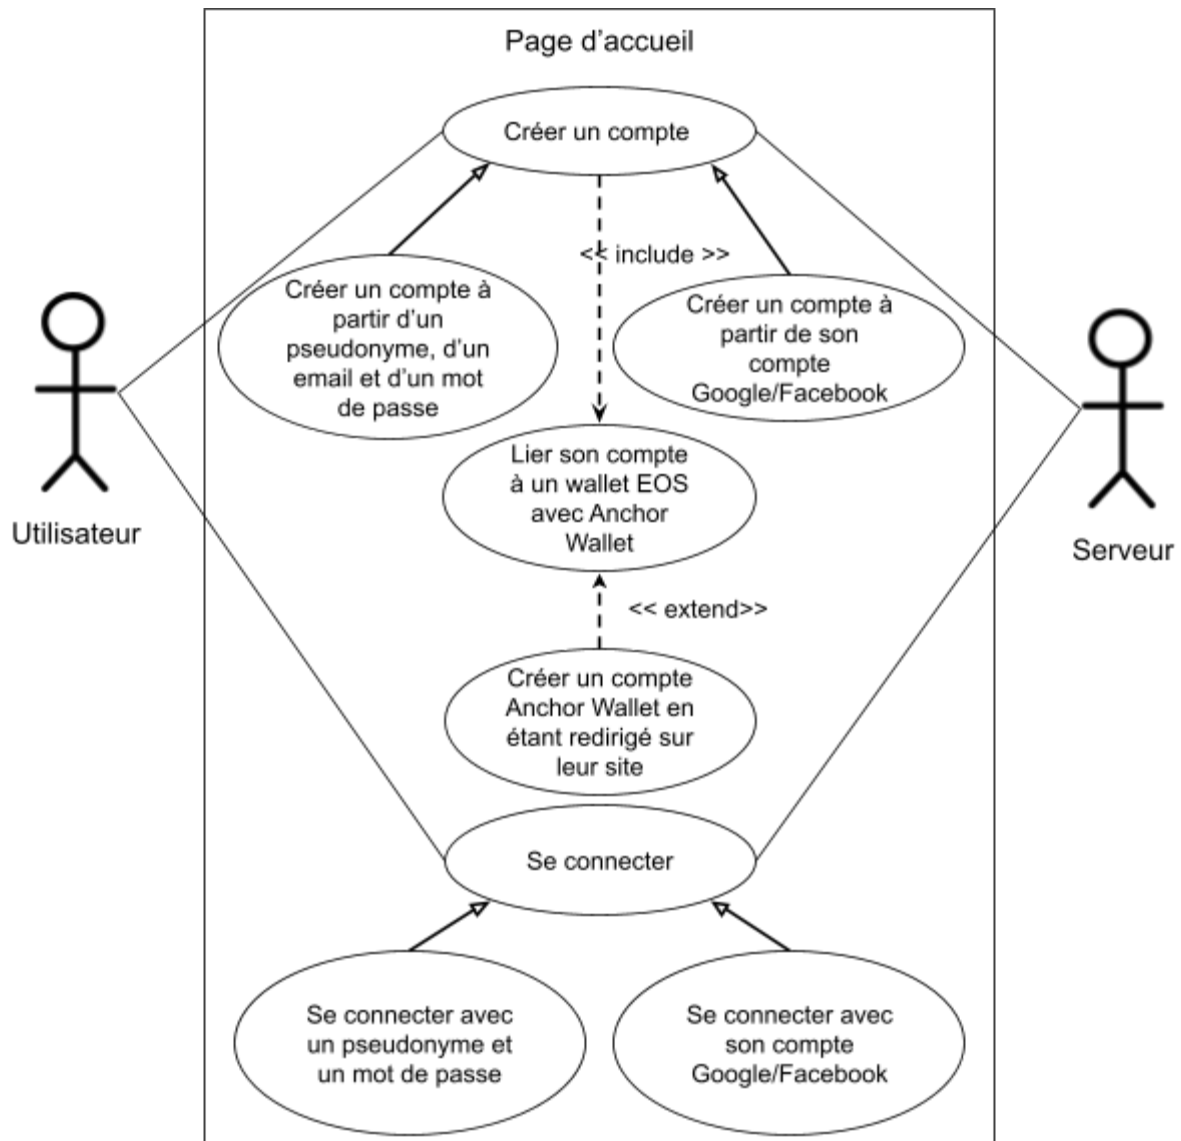 Page d'accueil
Créer un compte
<< include >>
Créer un compte à
partir d'un
pseudonyme, d'un
email et d'un mot
de passe
Créer un compte à
partir de son
compte
Google/Facebook
Lier son compte
à un wallet EOS
avec Anchor
Wallet
Utilisateur
Serveur
<< extend>>
Créer un compte
Anchor Wallet en
étant redirigé sur
leur site
Se connecter
Se connecter avec
un pseudonyme et
un mot de passe
Se connecter avec
son compte
Google/Facebook